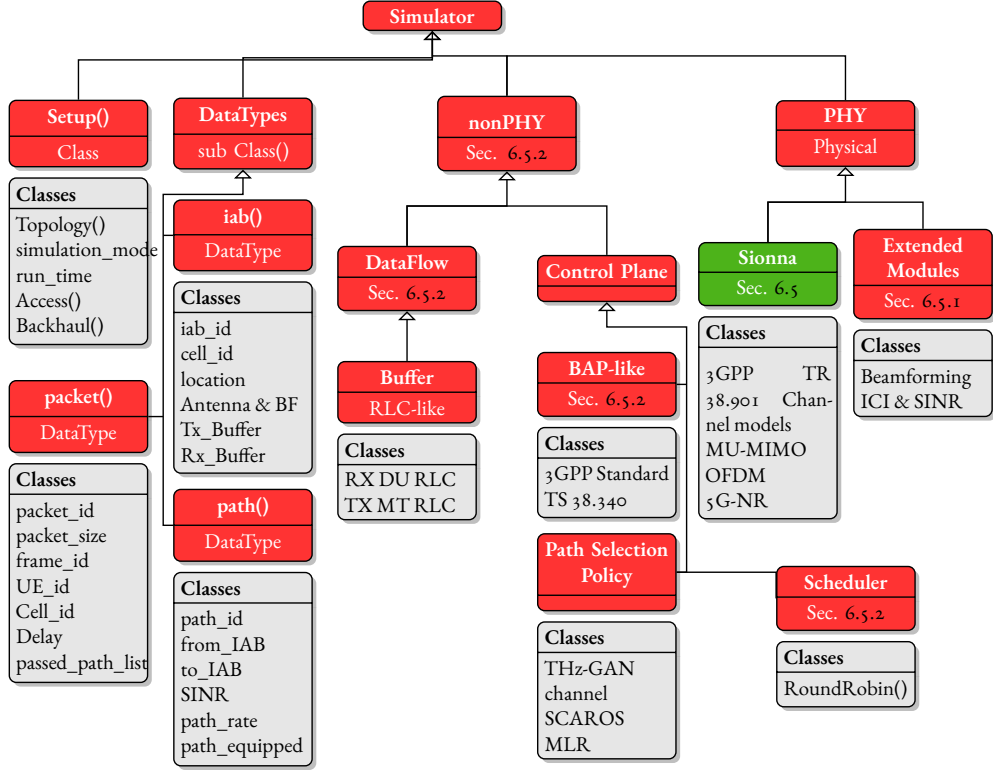 Simulator
Setup()
Class
Classes
Topology()
simulation_mode
run_time
Access()
Backhaul()
DataTypes
sub Class()
iab()
DataType
Classes
iab_id
cell_id
location
Antenna & BF
Tx_Buffer
Rx_Buffer
packet()
DataType
Classes
packet_id
packet_size
frame_id
UE_id
Cell_id
Delay
passed_path_list
path()
DataType
Classes
path_id
from_IAB
to_IAB
SINR
path_rate
path_equipped
nonPHY
Sec. 6.5.2
DataFlow
Sec. 6.5.2
Buffer
RLC-like
Classes
RX DU RLC
TX MT RLC
Control Plane
BAP-like
Sec. 6.5.2
Classes
3GPP Standard
TS 38.340
Path Selection
Policy
Classes
THz-GAN
channel
SCAROS
MLR
Scheduler
Sec. 6.5.2
Classes
RoundRobin()
PHY
Physical
Sionna
Sec. 6.5
Classes
3GPP TR
38.901 Chan-
nel models
MU-MIMO
OFDM
5G-NR
Extended
Modules
Sec. 6.5.1
Classes
Beamforming
ICI & SINR